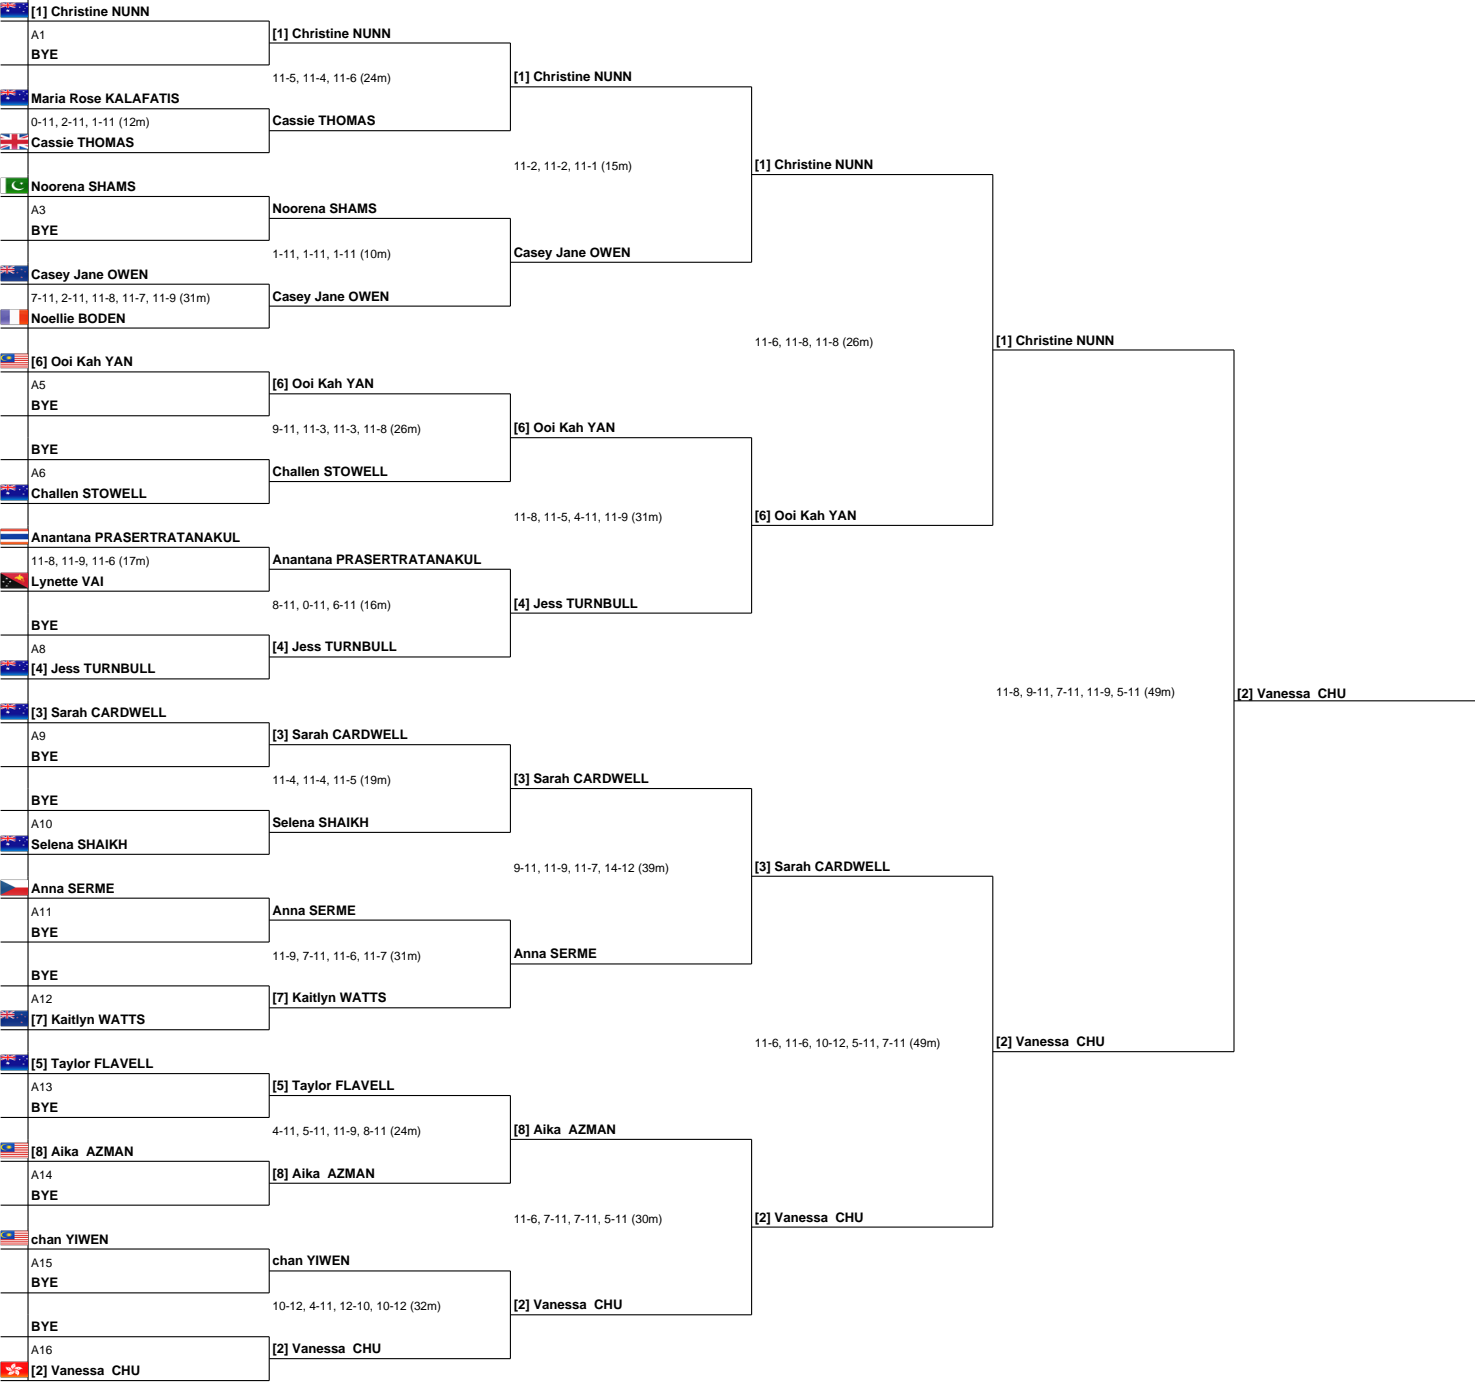 [1] Christine NUNN
A1
BYE
[1] Christine NUNN
11-5, 11-4, 11-6 (24m)
Maria Rose KALAFATIS
0-11, 2-11, 1-11 (12m)
Cassie THOMAS
Cassie THOMAS
[1] Christine NUNN
11-2, 11-2, 11-1 (15m)
Noorena SHAMS
A3
BYE
Noorena SHAMS
1-11, 1-11, 1-11 (10m)
Casey Jane OWEN
7-11, 2-11, 11-8, 11-7, 11-9 (31m)
Noellie BODEN
Casey Jane OWEN
Casey Jane OWEN
[1] Christine NUNN
11-6, 11-8, 11-8 (26m)
[6] Ooi Kah YAN
A5
BYE
[6] Ooi Kah YAN
9-11, 11-3, 11-3, 11-8 (26m)
BYE
A6
Challen STOWELL
Challen STOWELL
[6] Ooi Kah YAN
11-8, 11-5, 4-11, 11-9 (31m)
Anantana PRASERTRATANAKUL
11-8, 11-9, 11-6 (17m)
Lynette VAI
Anantana PRASERTRATANAKUL
8-11, 0-11, 6-11 (16m)
BYE
A8
[4] Jess TURNBULL
[4] Jess TURNBULL
[4] Jess TURNBULL
[6] Ooi Kah YAN
[1] Christine NUNN
11-8, 9-11, 7-11, 11-9, 5-11 (49m)
[2] Vanessa CHU
[3] Sarah CARDWELL
A9
BYE
[3] Sarah CARDWELL
11-4, 11-4, 11-5 (19m)
BYE
A10
Selena SHAIKH
Selena SHAIKH
[3] Sarah CARDWELL
9-11, 11-9, 11-7, 14-12 (39m)
Anna SERME
A11
BYE
Anna SERME
11-9, 7-11, 11-6, 11-7 (31m)
BYE
A12
[7] Kaitlyn WATTS
[7] Kaitlyn WATTS
Anna SERME
[3] Sarah CARDWELL
11-6, 11-6, 10-12, 5-11, 7-11 (49m)
[2] Vanessa CHU
[5] Taylor FLAVELL
A13
BYE
[5] Taylor FLAVELL
4-11, 5-11, 11-9, 8-11 (24m)
[8] Aika AZMAN
A14
BYE
[8] Aika AZMAN
[8] Aika AZMAN
11-6, 7-11, 7-11, 5-11 (30m)
[2] Vanessa CHU
chan YIWEN
A15
BYE
chan YIWEN
10-12, 4-11, 12-10, 10-12 (32m)
BYE
A16
[2] Vanessa CHU
[2] Vanessa CHU
[2] Vanessa CHU